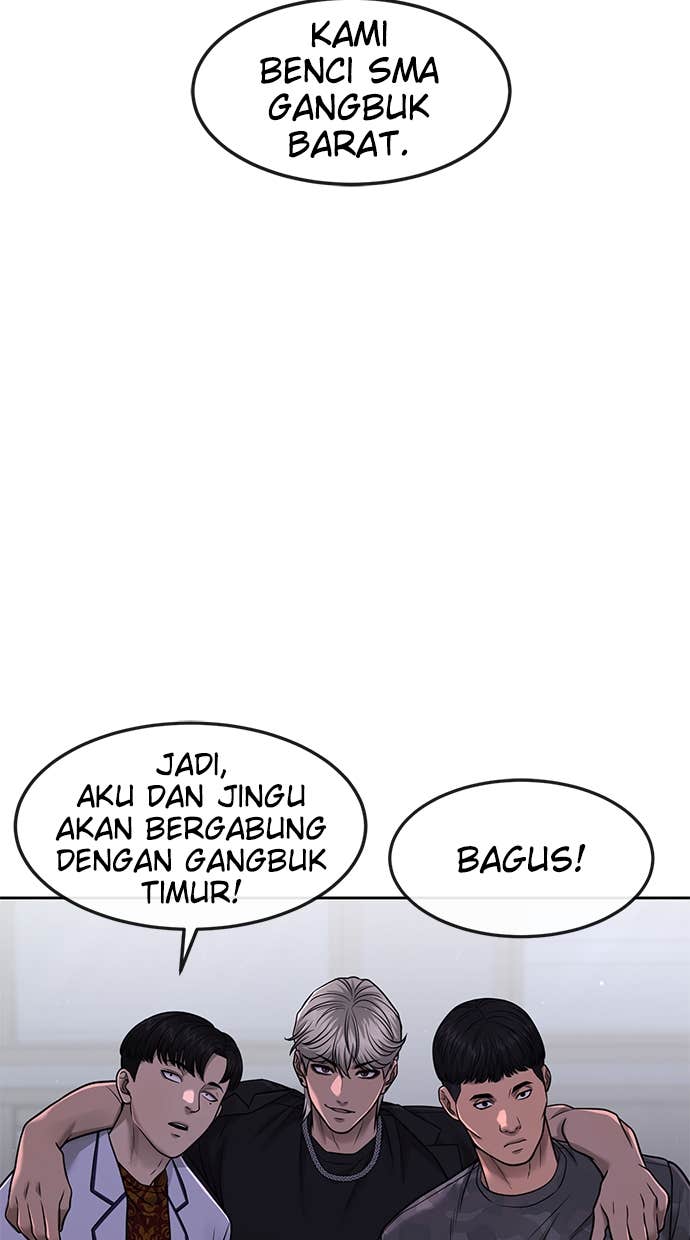 KAMI
BENCI SMA
GANGBUK
BARAT.
JADI,
AKU DAN JINGU
AKAN BERGABUNG
DENGAN GANGBUK
TIMUR!
BAGUS!